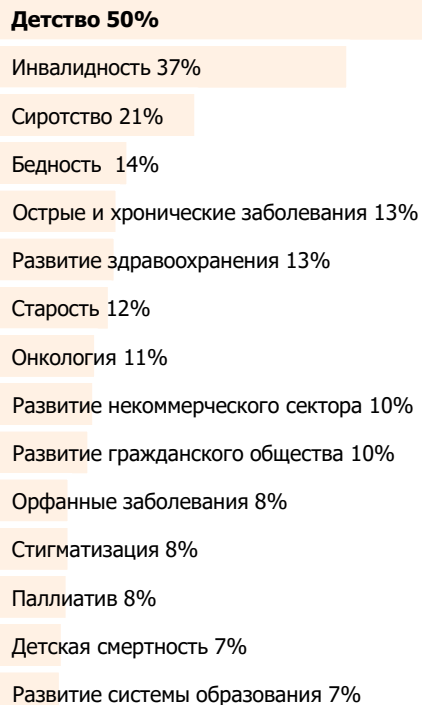 Детство 50%
Инвалидность 37%
Сиротство 21%
Бедность 14%
Острые и хронические заболевания 13%
Развитие здравоохранения 13%
Старость 12%
Онкология 11%
Развитие некоммерческого сектора 10%
Развитие гражданского общества 10%
Орфанные заболевания 8%
Стигматизация 8%
Паллиатив 8%
Детская смертность 7%
Развитие системы образования 7%